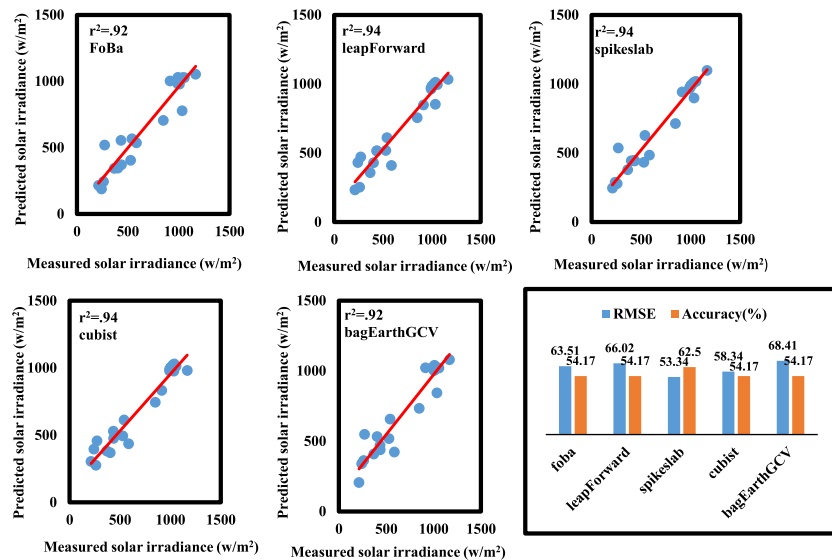 Predicted solar irradiance (w/m²)
1500
1000
500
0
r²=.92
FoBa
0 500 1000 1500
Measured solar irradiance (w/m²)
Predicted solar irradiance (w/m²)
1500
1000
500
0
r²=.94
leapForward
0 500 1000 1500
Measured solar irradiance (w/m²)
Predicted solar irradiance (w/m²)
1500
1000
500
0
r²=.94
spikeslab
0 500 1000 1500
Measured solar irradiance (w/m²)
Predicted solar irradiance (w/m²)
1500
1000
500
0
r²=.94
cubist
0 500 1000 1500
Measured solar irradiance (w/m²)
Predicted solar irradiance (w/m²)
1500
1000
500
0
r²=.92
bagEarthGCV
0 500 1000 1500
Measured solar irradiance (w/m²)
RMSE Accuracy(%)
63.51 54.17 66.02 54.17 53.34 62.5 58.34 54.17 68.41 54.17
foba
leapForward
spikeslab
cubist
bagEarthGCV